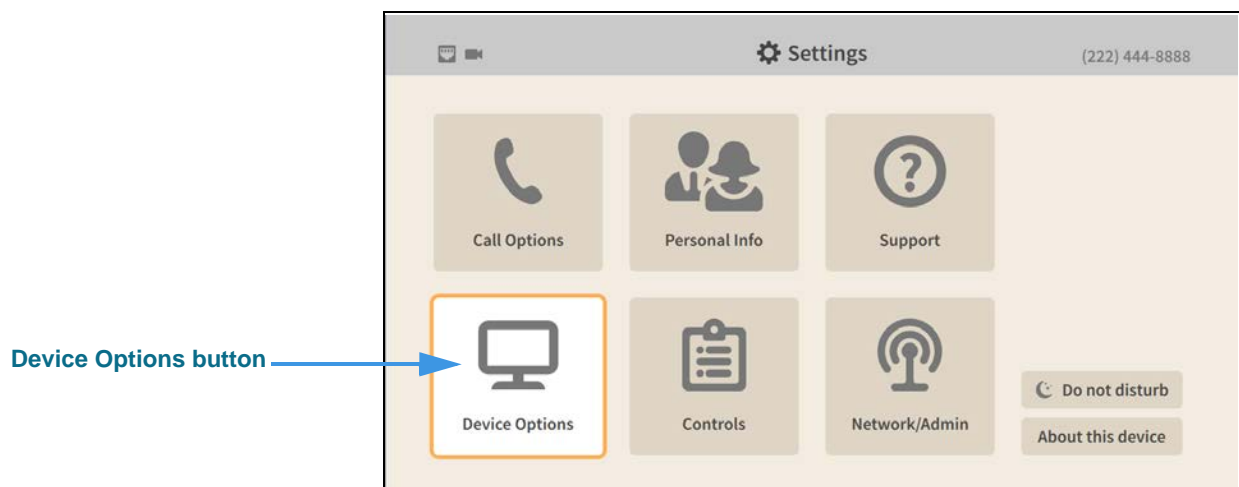 Settings
(222) 444-8888
Call Options
Personal Info
Support
Device Options button
Device Options
Controls
Network/Admin
Do not disturb
About this device